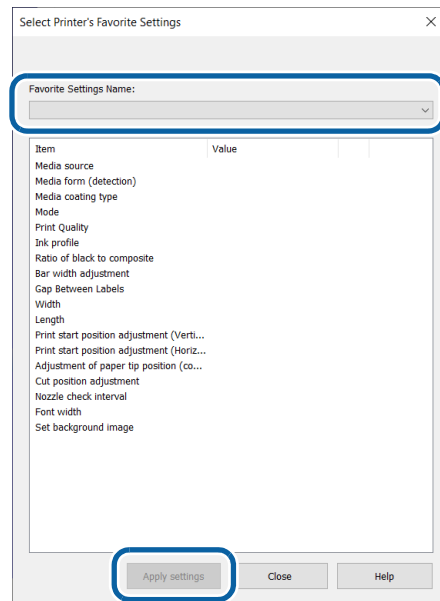 Select Printer's Favorite Settings
Favorite Settings Name:
Item Value
Media source
Media form (detection)
Media coating type
Mode
Print Quality
Ink profile
Ratio of black to composite
Bar width adjustment
Gap Between Labels
Width
Length
Print start position adjustment (Verti...
Print start position adjustment (Horiz...
Adjustment of paper tip position (co...
Cut position adjustment
Nozzle check interval
Font width
Set background image
Apply settings Close Help